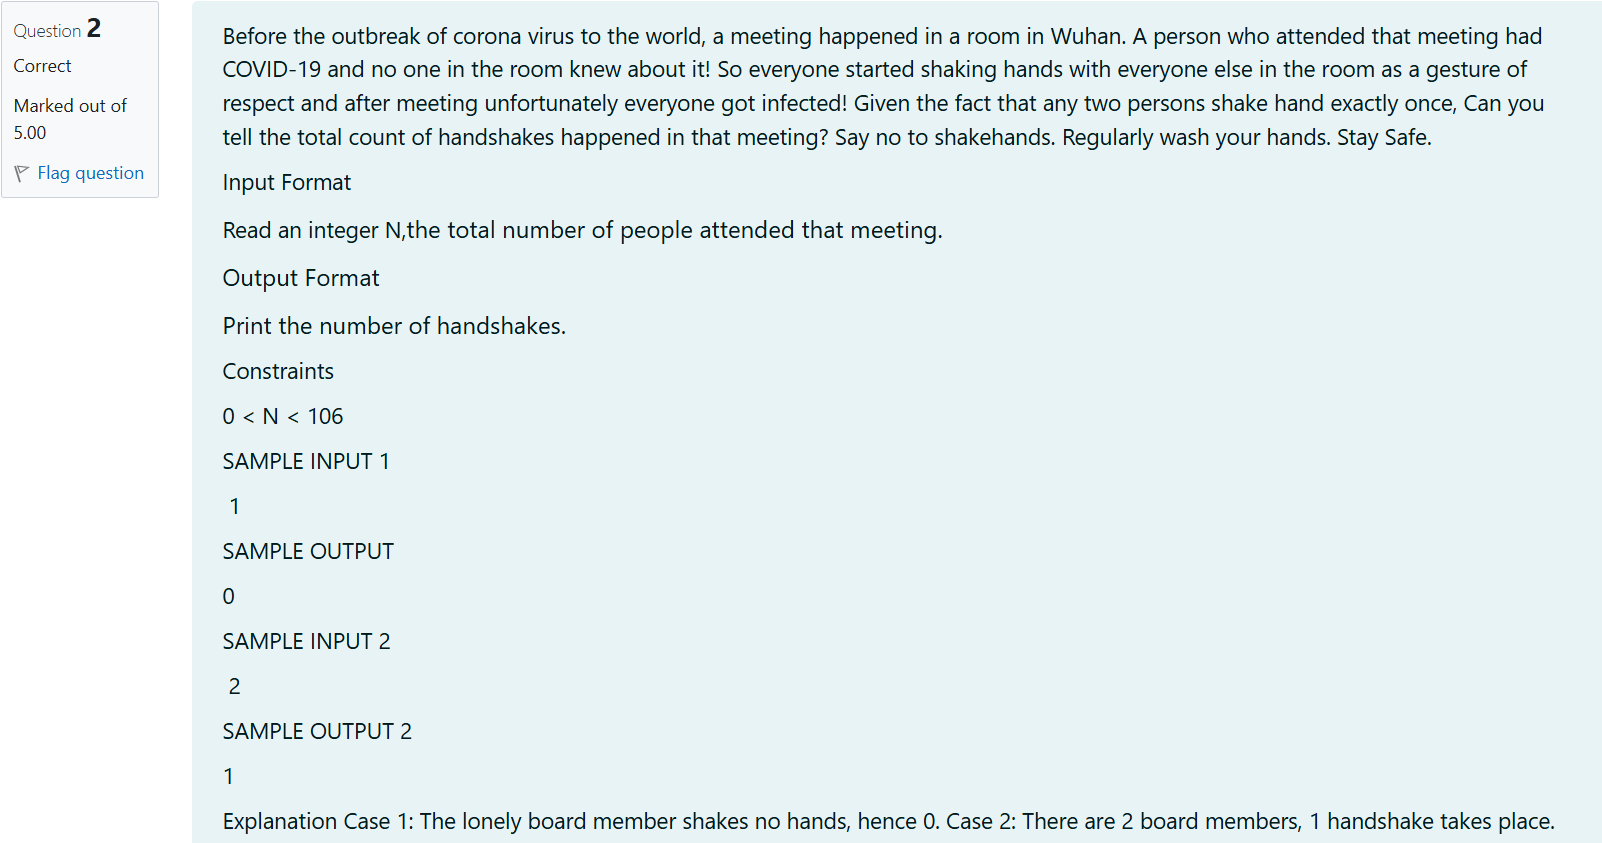 Question 2
Correct
Marked out of
5.00
Flag question
Before the outbreak of corona virus to the world, a meeting happened in a room in Wuhan. A person who attended that meeting had
COVID-19 and no one in the room knew about it! So everyone started shaking hands with everyone else in the room as a gesture of
respect and after meeting unfortunately everyone got infected! Given the fact that any two persons shake hand exactly once, Can you
tell the total count of handshakes happened in that meeting? Say no to shakehands. Regularly wash your hands. Stay Safe.
Input Format
Read an integer N,the total number of people attended that meeting.
Output Format
Print the number of handshakes.
Constraints
0 < N < 106
SAMPLE INPUT 1
1
SAMPLE OUTPUT
0
SAMPLE INPUT 2
2
SAMPLE OUTPUT 2
1
Explanation Case 1: The lonely board member shakes no hands, hence 0. Case 2: There are 2 board members, 1 handshake takes place.